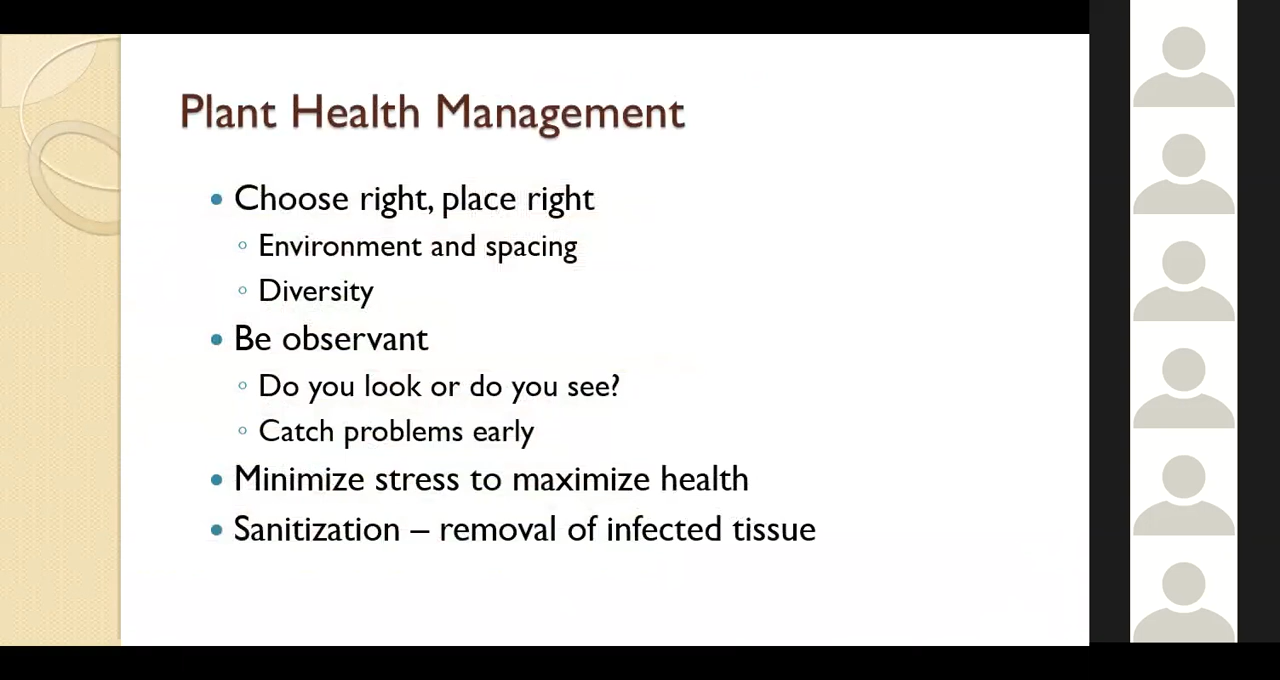 Plant Health Management
• Choose right, place right
◦ Environment and spacing
◦ Diversity
• Be observant
◦ Do you look or do you see?
◦ Catch problems early
• Minimize stress to maximize health
• Sanitization – removal of infected tissue